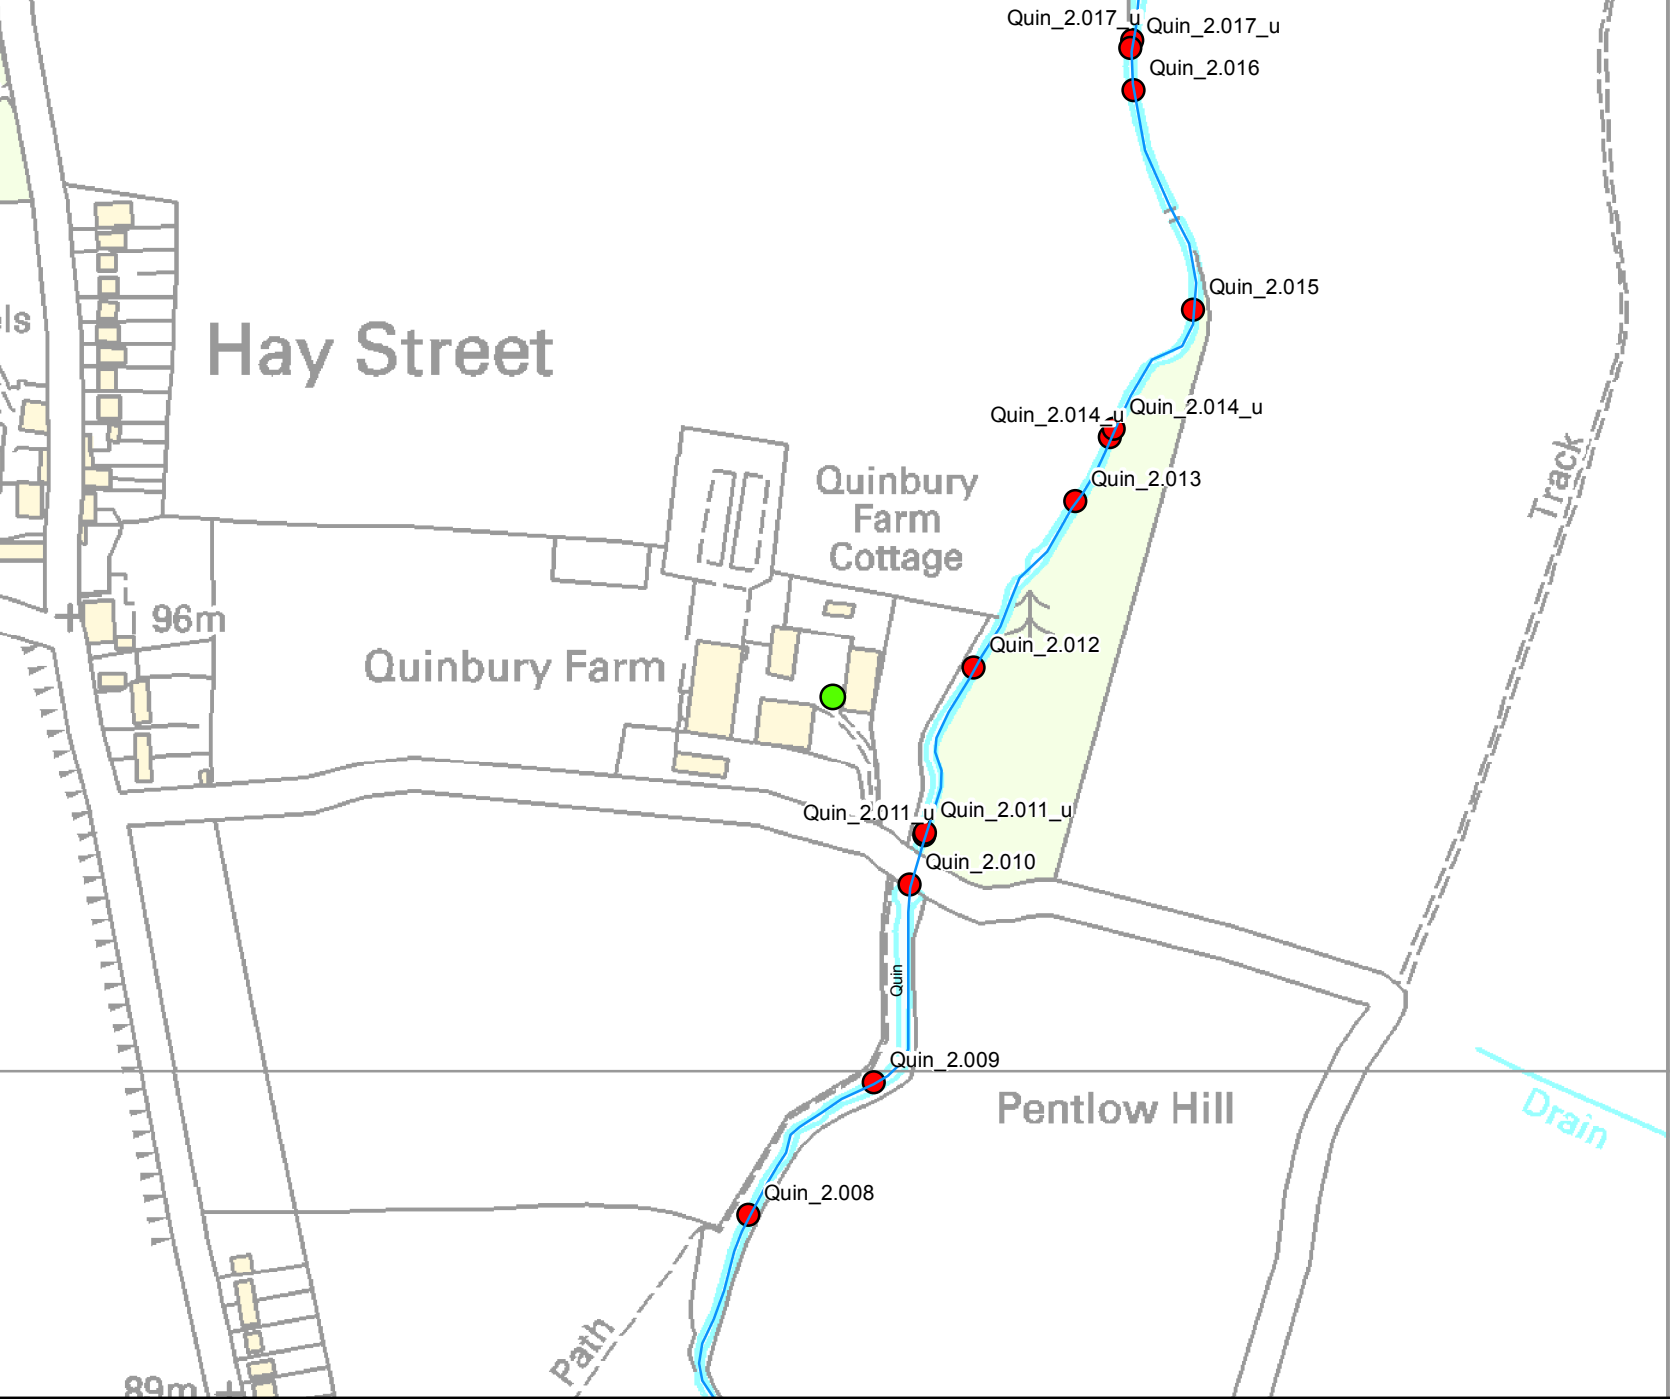 Quin_2.017_u
Quin_2.017_u
Quin_2.016
Quin_2.015
els
Hay Street
Quin_2.014_u
Quin_2.014_u
Quin_2.013
Quinbury
Farm
Cottage
Track
96m
Quin_2.012
Quinbury Farm
Quin_2.011_u
Quin_2.011_u
Quin_2.010
Quin
Quin_2.009
Pentlow Hill
Drain
Quin_2.008
Path
89m